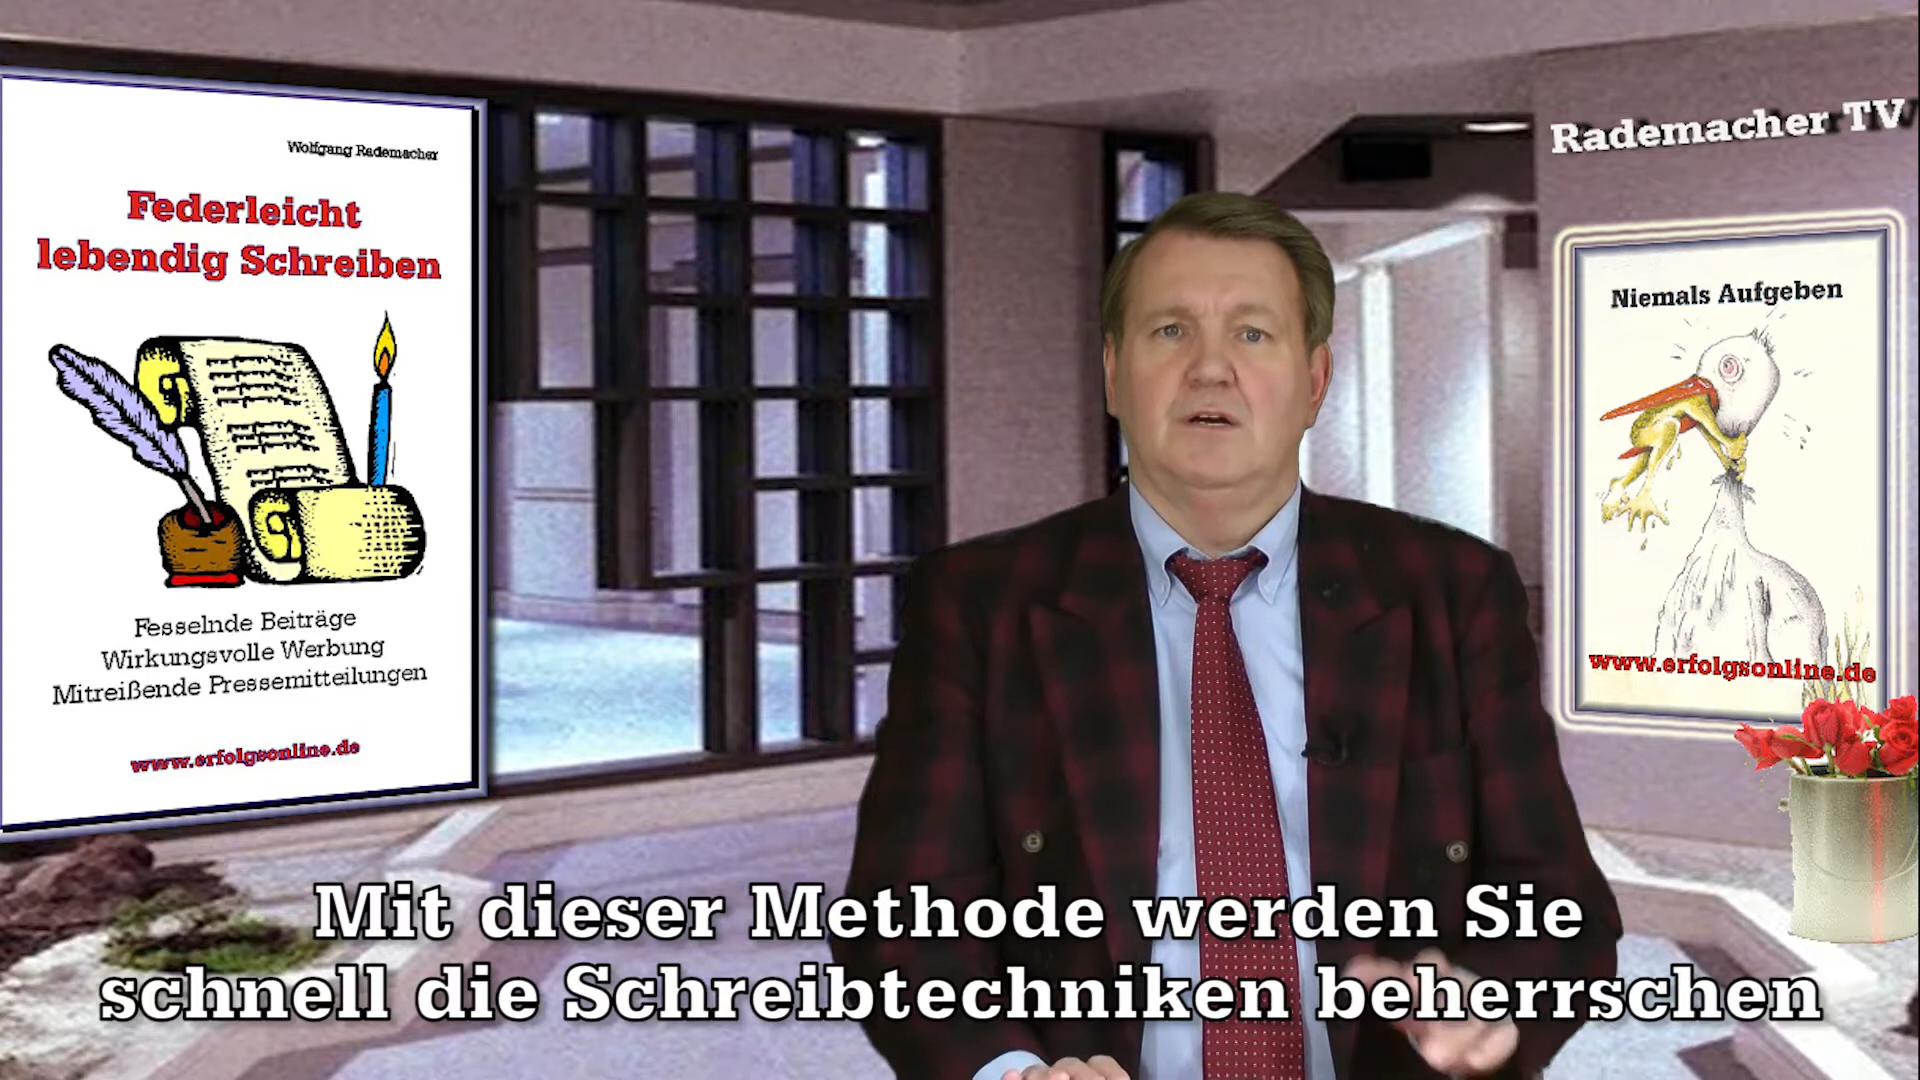 Wolfgang Rademacher
Federleicht
lebendig Schreiben
Fesselnde Beiträge
Wirkungsvolle Werbung
Mitreißende Pressemitteilungen
www.erfolgsonline.de
Rademacher TV
Niemals Aufgeben
www.erfolgsonline.de
Mit dieser Methode werden Sie
schnell die Schreibtechniken beherrschen